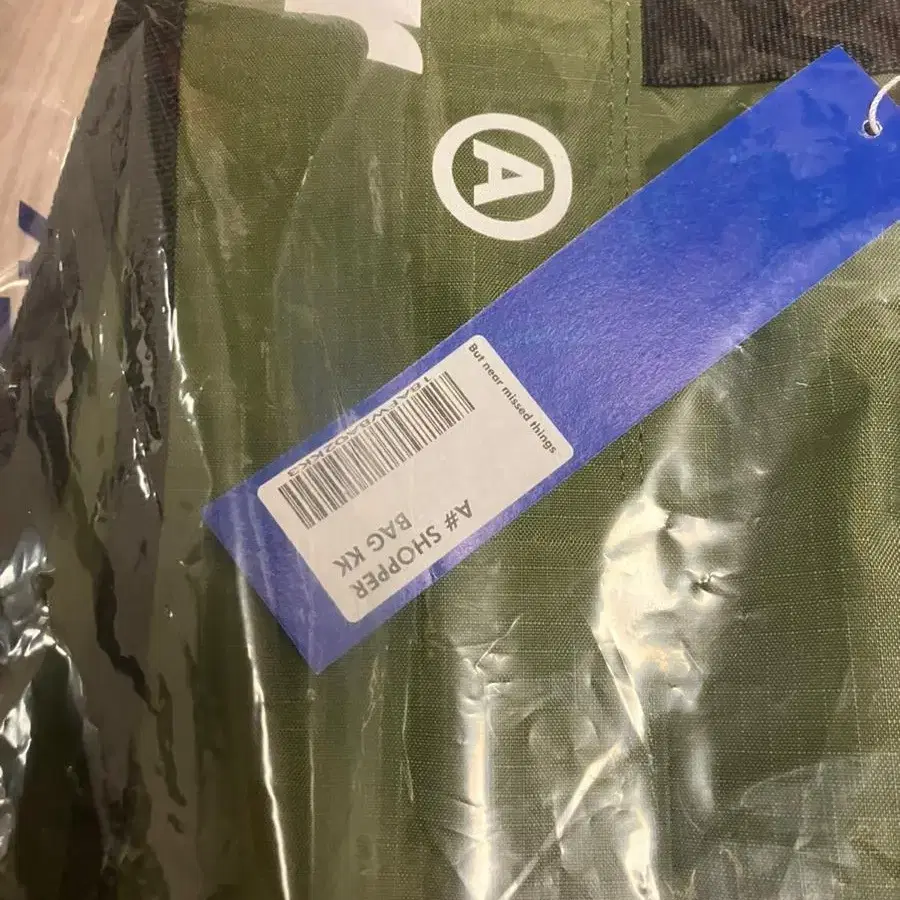 r
A
But near missed things
A# SHOPPER
BAG KK